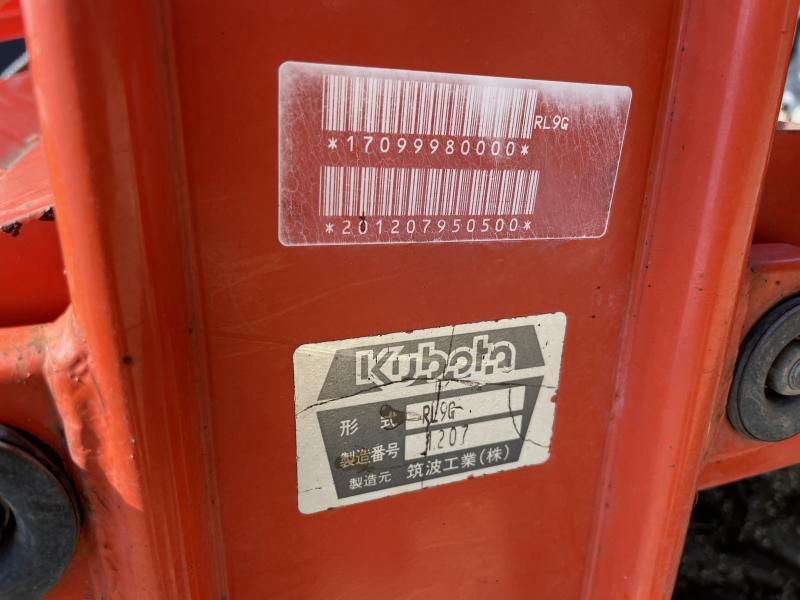 RL9G
*17099980000*
*201207950500*
Kubota
形式 RL9G
製造番号 1207
製造元 筑波工業(株)